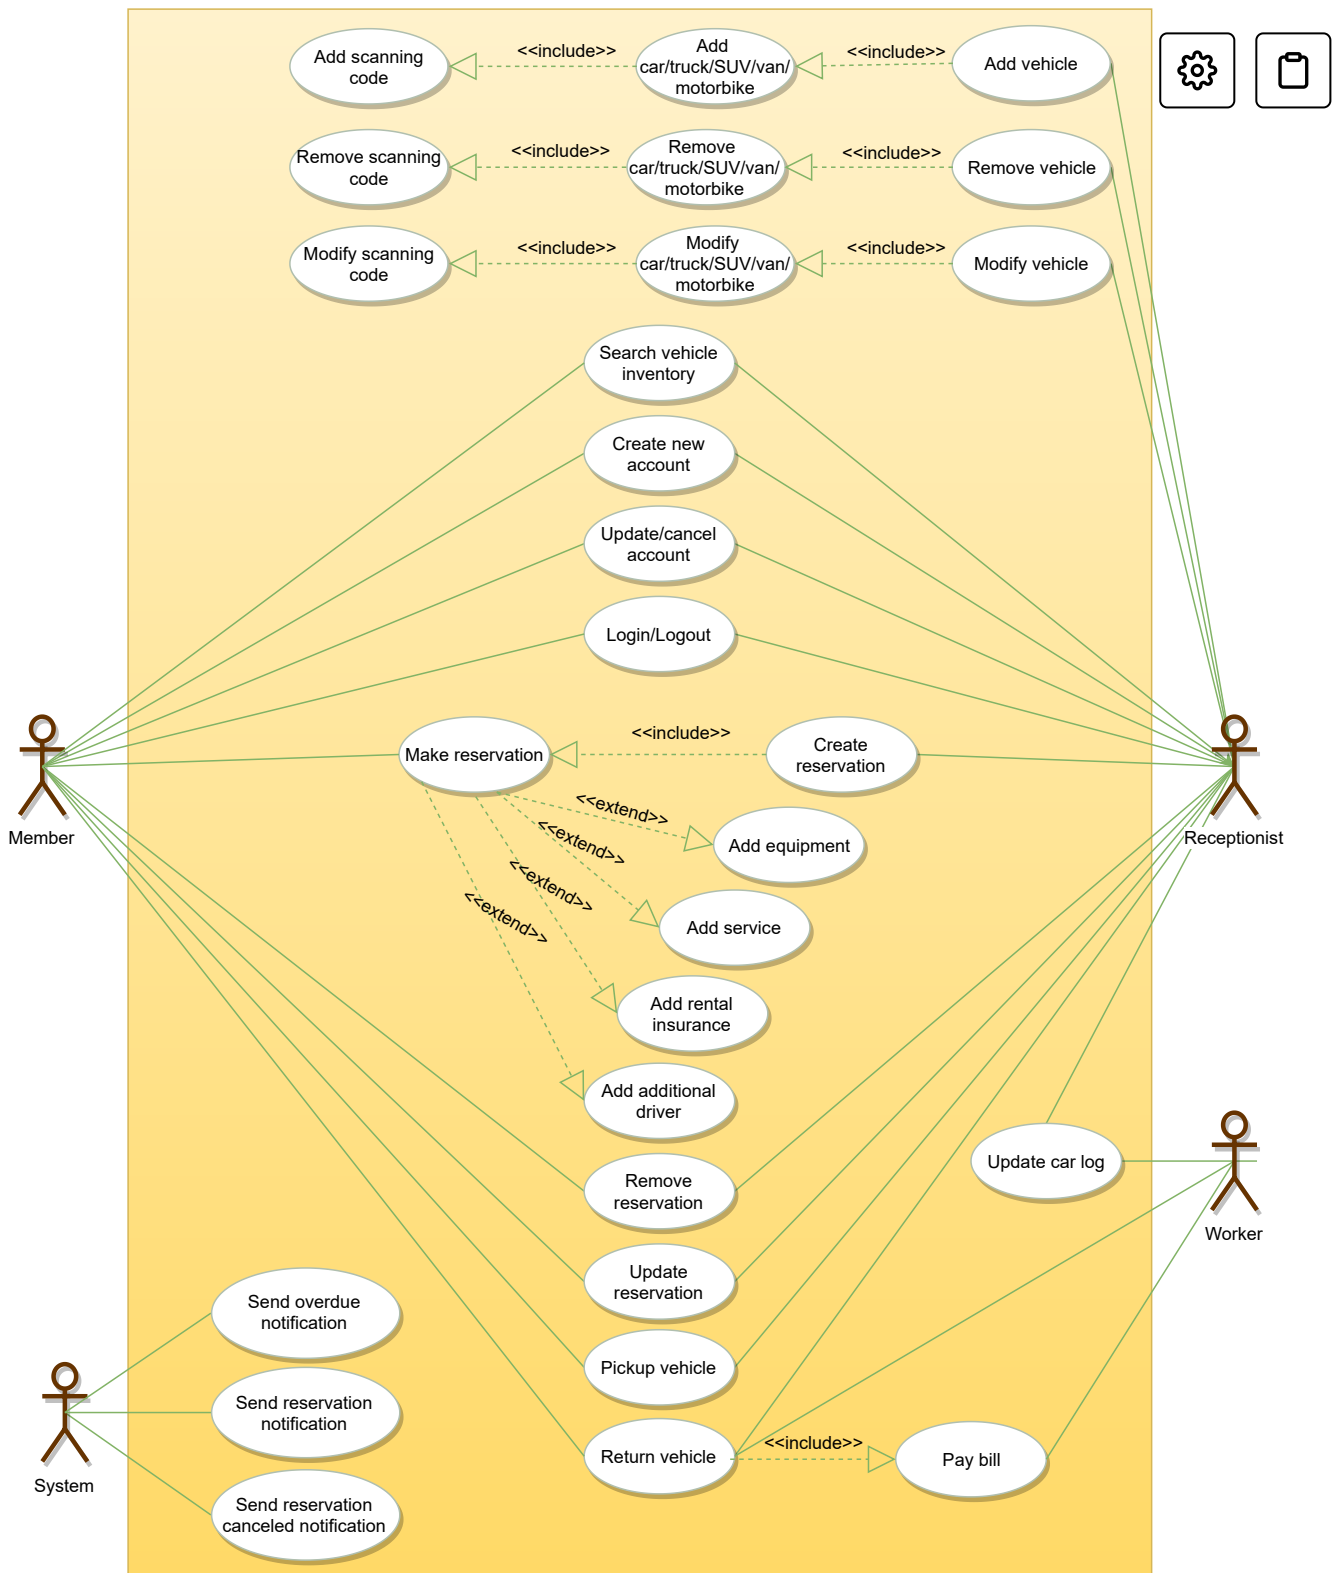 Add scanning
code
<<include>>
Add
car/truck/SUV/van/
motorbike
<<include>>
Add vehicle
Remove scanning
code
<<include>>
Remove
car/truck/SUV/van/
motorbike
<<include>>
Remove vehicle
Modify scanning
code
<<include>>
Modify
car/truck/SUV/van/
motorbike
<<include>>
Modify vehicle
Search vehicle
inventory
Create new
account
Update/cancel
account
Login/Logout
Make reservation
<<include>>
Create
reservation
Member
Receptionist
<<extend>>
Add equipment
<<extend>>
Add service
<<extend>>
Add rental
insurance
<<extend>>
Add additional
driver
Update car log
Worker
Remove
reservation
Update
reservation
Pickup vehicle
Return vehicle
<<include>>
Pay bill
Send overdue
notification
Send reservation
notification
System
Send reservation
canceled notification